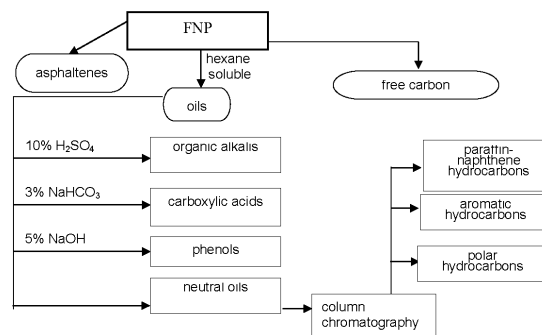 FNP
asphaltenes
hexane
soluble
free carbon
oils
10% H₂SO₄
organic alkalis
3% NaHCO₃
carboxylic acids
5% NaOH
phenols
neutral oils
column
chromatography
paraffin-
naphthene
hydrocarbons
aromatic
hydrocarbons
polar
hydrocarbons